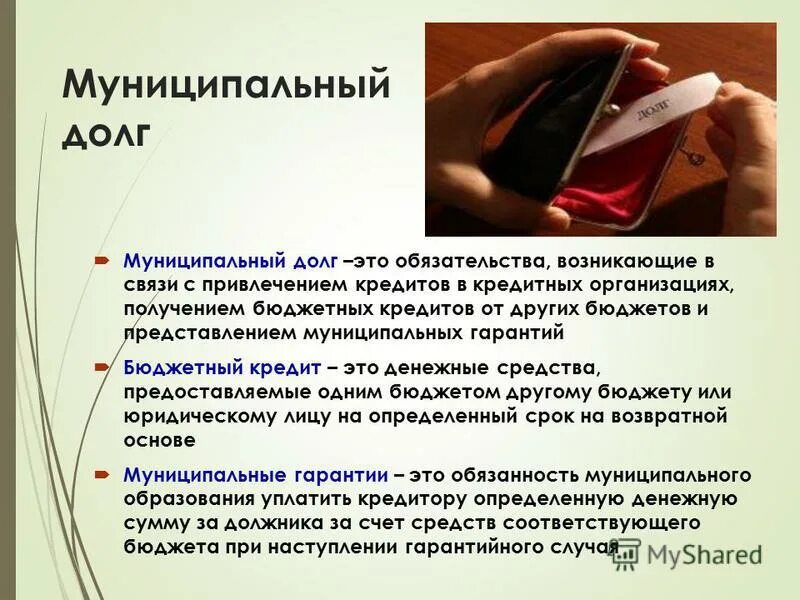 Муниципальный
долг
долг
Муниципальный долг –это обязательства, возникающие в
связи с привлечением кредитов в кредитных организациях,
получением бюджетных кредитов от других бюджетов и
представлением муниципальных гарантий
Бюджетный кредит – это денежные средства,
предоставляемые одним бюджетом другому бюджету или
юридическому лицу на определенный срок на возвратной
основе
Муниципальные гарантии – это обязанность муниципального
образования уплатить кредитору определенную денежную
сумму за должника за счет средств соответствующего
бюджета при наступлении гарантийного случая
MyShared